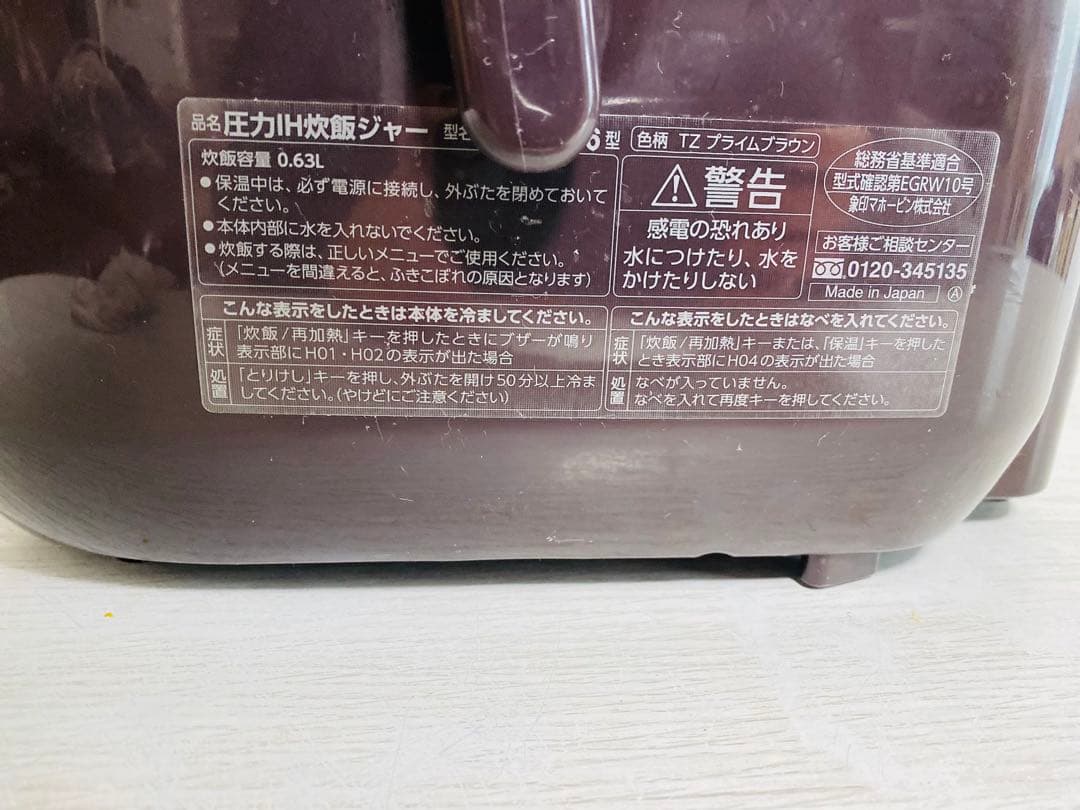 品名 圧力IH炊飯ジャー 型名 6型 色柄 TZ プライムブラウン
炊飯容量 0.63L
●保温中は、必ず電源に接続し、外ぶたを閉めておいて
ください。
●本体内部に水を入れないでください。
●炊飯する際は、正しいメニューでご使用ください。
(メニューを間違えると、ふきこぼれの原因となります)
警告
感電の恐れあり
水につけたり、水を
かけたりしない
総務省基準適合
型式確認第EGRW10号
象印マホービン株式会社
お客様ご相談センター
0120-345135
Made in Japan Ⓐ
こんな表示をしたときは本体を冷ましてください。
症状 「炊飯/再加熱」キーを押したときにブザーが鳴り
表示部にH01・H02の表示が出た場合
処置 「とりけし」キーを押し、外ぶたを開け50分以上冷ま
してください。(やけどにご注意ください)
こんな表示をしたときはなべを入れてください。
症状 「炊飯/再加熱」キーまたは、「保温」キーを押した
とき表示部にH04の表示が出た場合
処置 なべが入っていません。
なべを入れて再度キーを押してください。